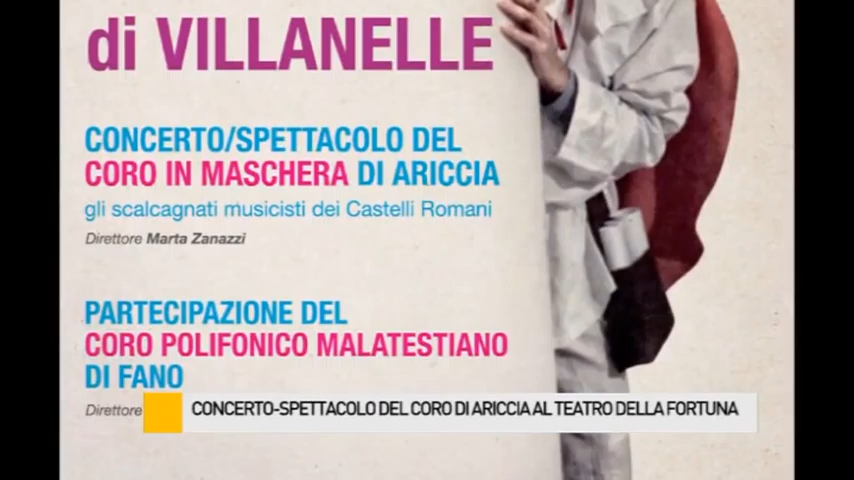 di VILLANELLE
CONCERTO/SPETTACOLO DEL
CORO IN MASCHERA DI ARICCIA
gli scalcagnati musicisti dei Castelli Romani
Direttore Marta Zanazzi
PARTECIPAZIONE DEL
CORO POLIFONICO MALATESTIANO
DI FANO
Direttore
CONCERTO-SPETTACOLO DEL CORO DI ARICCIA AL TEATRO DELLA FORTUNA